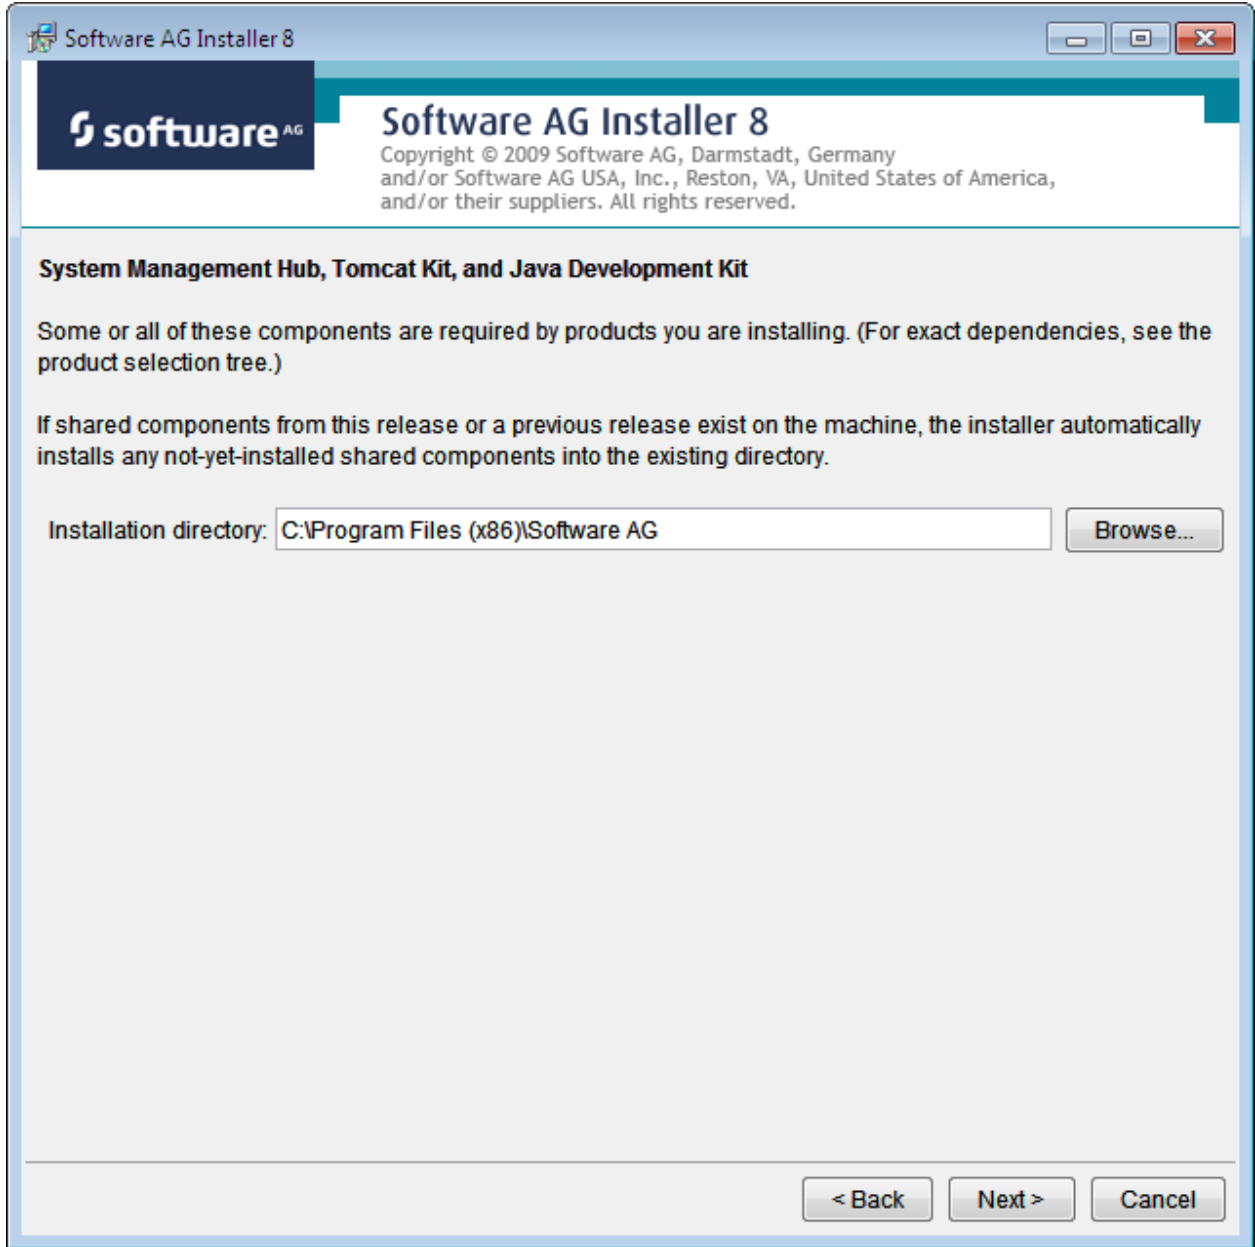 Software AG Installer 8
software AG
Software AG Installer 8
Copyright © 2009 Software AG, Darmstadt, Germany
and/or Software AG USA, Inc., Reston, VA, United States of America,
and/or their suppliers. All rights reserved.
System Management Hub, Tomcat Kit, and Java Development Kit
Some or all of these components are required by products you are installing. (For exact dependencies, see the
product selection tree.)
If shared components from this release or a previous release exist on the machine, the installer automatically
installs any not-yet-installed shared components into the existing directory.
Installation directory: C:\Program Files (x86)\Software AG Browse...
< Back Next > Cancel